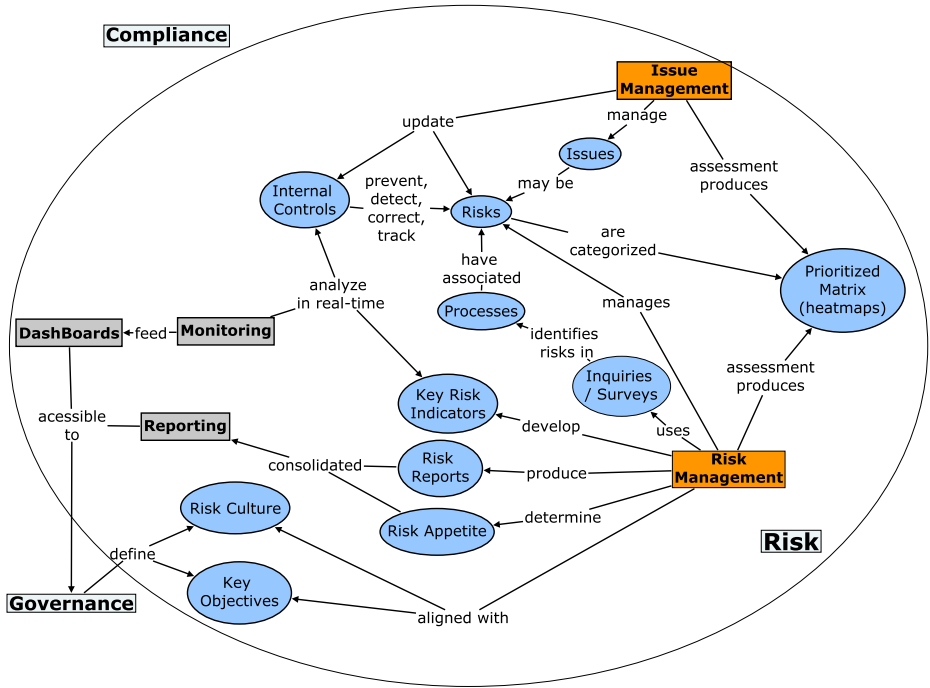 Compliance
Issue
Management
update
manage
Issues
assessment
produces
may be
prevent,
detect,
correct,
track
Internal
Controls
Risks
are
categorized
have
associated
Prioritized
Matrix
(heatmaps)
analyze
in real-time
manages
Processes
DashBoards
feed
Monitoring
identifies
risks in
assessment
produces
Inquiries
/ Surveys
Key Risk
Indicators
acessible
to
Reporting
develop
uses
consolidated
Risk
Reports
produce
Risk
Management
Risk Culture
Risk Appetite
determine
Risk
define
Key
Objectives
Governance
aligned with